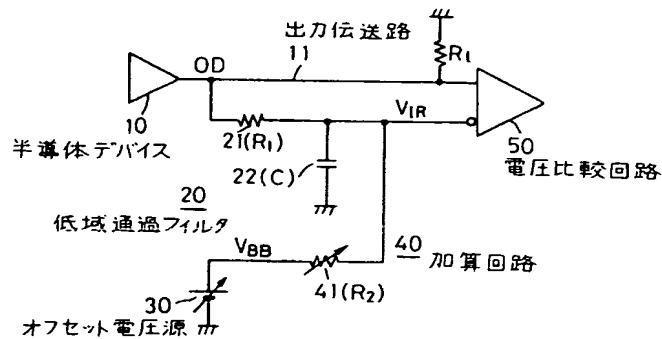 出力伝送路
11
R₁
OD
10
半導体デバイス
21(R₁)
V_IR
50
電圧比較回路
22(C)
20
低域通過フィルタ
V_BB
40
加算回路
30
41(R₂)
オフセット電圧源